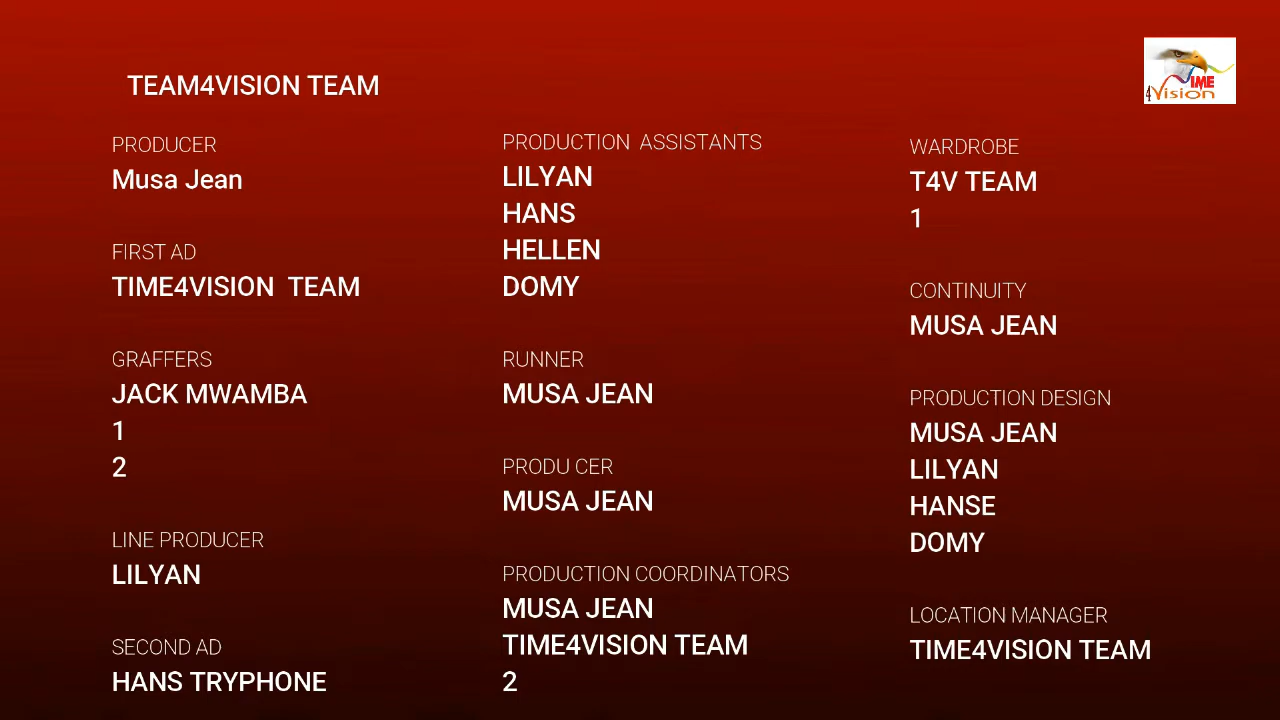 TEAM4VISION TEAM
PRODUCER
Musa Jean
FIRST AD
TIME4VISION TEAM
GRAFFERS
JACK MWAMBA
1
2
LINE PRODUCER
LILYAN
SECOND AD
HANS TRYPHONE
PRODUCTION ASSISTANTS
LILYAN
HANS
HELLEN
DOMY
RUNNER
MUSA JEAN
PRODU CER
MUSA JEAN
PRODUCTION COORDINATORS
MUSA JEAN
TIME4VISION TEAM
2
IME
4Vision
WARDROBE
T4V TEAM
1
CONTINUITY
MUSA JEAN
PRODUCTION DESIGN
MUSA JEAN
LILYAN
HANSE
DOMY
LOCATION MANAGER
TIME4VISION TEAM